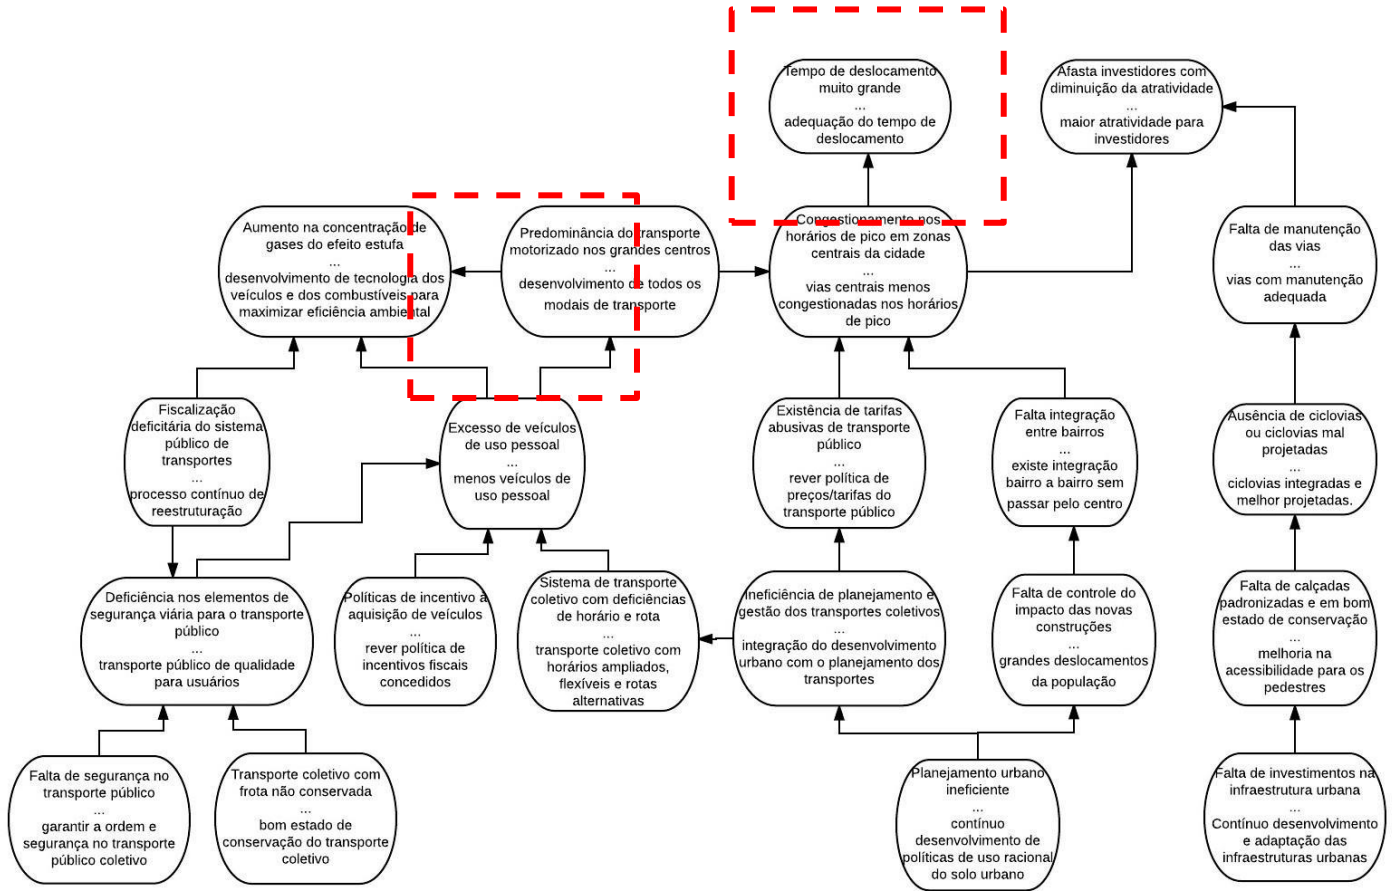 Tempo de deslocamento
muito grande
...
adequação do tempo de
deslocamento
Afasta investidores com
diminuição da atratividade
...
maior atratividade para
investidores
Aumento na concentração de
gases do efeito estufa
...
desenvolvimento de tecnologia dos
veículos e dos combustíveis para
maximizar eficiência ambiental
Predominância do transporte
motorizado nos grandes centros
...
desenvolvimento de todos os
modais de transporte
Congestionamento nos
horários de pico em zonas
centrais da cidade
...
vias centrais menos
congestionadas nos horários
de pico
Falta de manutenção
das vias
...
vias com manutenção
adequada
Fiscalização
deficitária do sistema
público de
transportes
...
processo contínuo de
reestruturação
Excesso de veículos
de uso pessoal
...
menos veículos de
uso pessoal
Existência de tarifas
abusivas de transporte
público
...
rever política de
preços/tarifas do
transporte público
Falta integração
entre bairros
...
existe integração
bairro a bairro sem
passar pelo centro
Ausência de ciclovias
ou ciclovias mal
projetadas
...
ciclovias integradas e
melhor projetadas.
Deficiência nos elementos de
segurança viária para o transporte
público
...
transporte público de qualidade
para usuários
Políticas de incentivo à
aquisição de veículos
...
rever política de
incentivos fiscais
concedidos
Sistema de transporte
coletivo com deficiências
de horário e rota
...
transporte coletivo com
horários ampliados,
flexíveis e rotas
alternativas
Ineficiência de planejamento e
gestão dos transportes coletivos
...
integração do desenvolvimento
urbano com o planejamento dos
transportes
Falta de controle do
impacto das novas
construções
...
grandes deslocamentos
da população
Falta de calçadas
padronizadas e em bom
estado de conservação
...
melhoria na
acessibilidade para os
pedestres
Falta de segurança no
transporte público
...
garantir a ordem e
segurança no transporte
público coletivo
Transporte coletivo com
frota não conservada
...
bom estado de
conservação do transporte
coletivo
Planejamento urbano
ineficiente
...
contínuo
desenvolvimento de
políticas de uso racional
do solo urbano
Falta de investimentos na
infraestrutura urbana
...
Contínuo desenvolvimento
e adaptação das
infraestruturas urbanas